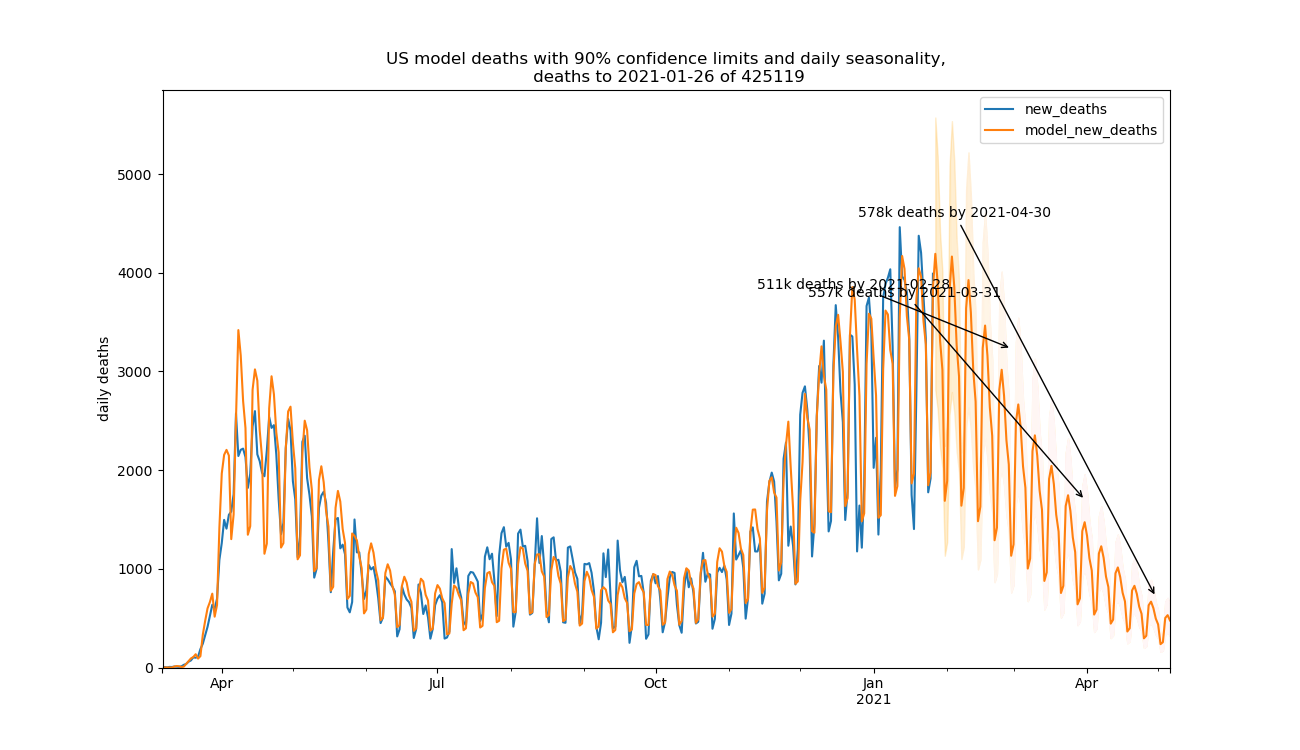 US model deaths with 90% confidence limits and daily seasonality,
deaths to 2021-01-26 of 425119
new_deaths
model_new_deaths
5000
578k deaths by 2021-04-30
4000
511k deaths by 2021-02-28
557k deaths by 2021-03-31
daily deaths
3000
2000
1000
0
Apr
Jul
Oct
Jan
2021
Apr